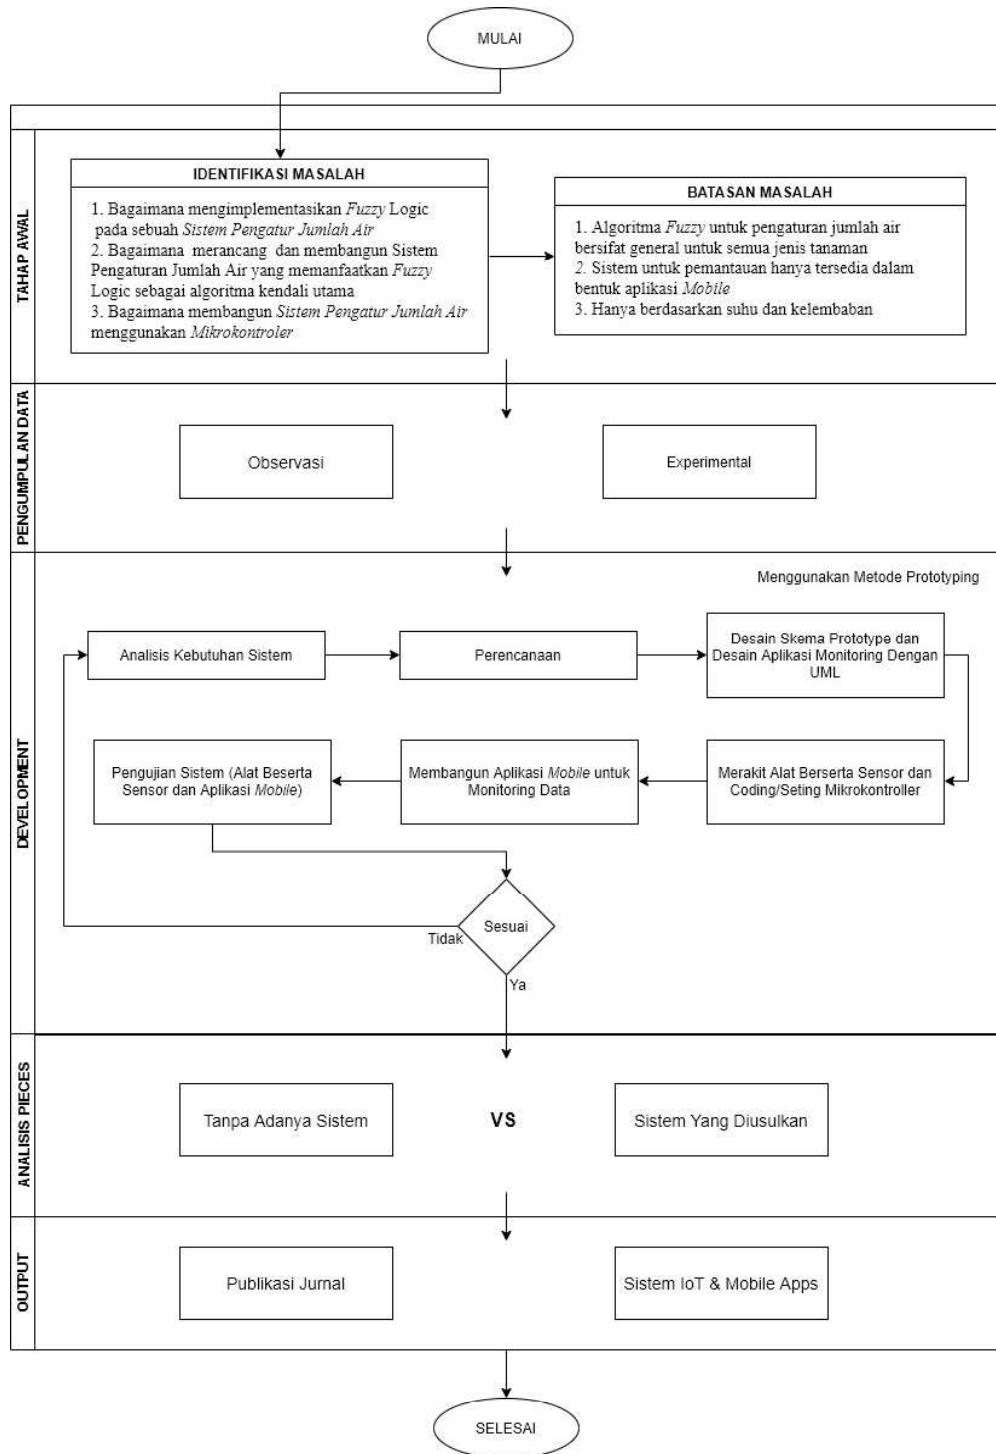 MULAI
TAHAP AWAL
IDENTIFIKASI MASALAH
1. Bagaimana mengimplementasikan Fuzzy Logic
pada sebuah Sistem Pengatur Jumlah Air
2. Bagaimana merancang dan membangun Sistem
Pengaturan Jumlah Air yang memanfaatkan Fuzzy
Logic sebagai algoritma kendali utama
3. Bagaimana membangun Sistem Pengatur Jumlah Air
menggunakan Mikrokontroler
BATASAN MASALAH
1. Algoritma Fuzzy untuk pengaturan jumlah air
bersifat general untuk semua jenis tanaman
2. Sistem untuk pemantauan hanya tersedia dalam
bentuk aplikasi Mobile
3. Hanya berdasarkan suhu dan kelembaban
PENGUMPULAN DATA
Observasi
Experimental
DEVELOPMENT
Menggunakan Metode Prototyping
Analisis Kebutuhan Sistem
Perencanaan
Desain Skema Prototype dan
Desain Aplikasi Monitoring Dengan
UML
Pengujian Sistem (Alat Beserta
Sensor dan Aplikasi Mobile)
Membangun Aplikasi Mobile untuk
Monitoring Data
Merakit Alat Berserta Sensor dan
Coding/Seting Mikrokontroller
Sesuai
Tidak
Ya
ANALISIS PIECES
Tanpa Adanya Sistem
VS
Sistem Yang Diusulkan
OUTPUT
Publikasi Jurnal
Sistem IoT & Mobile Apps
SELESAI